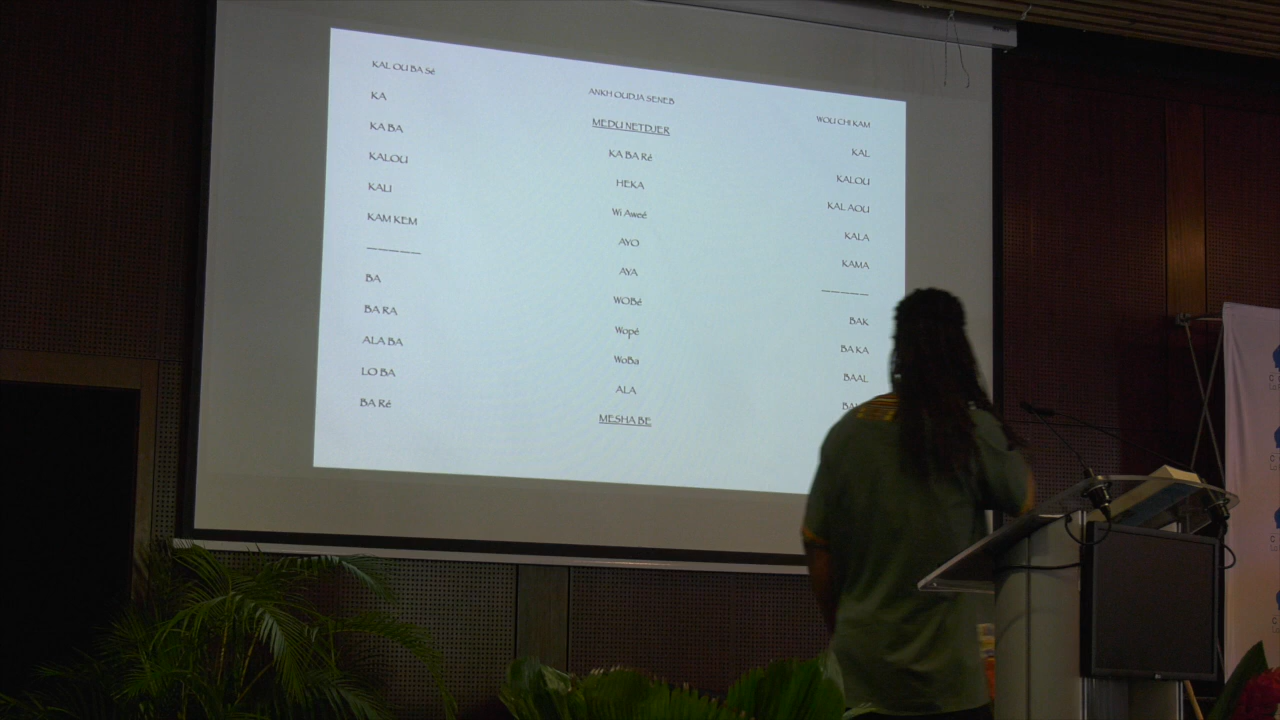 KAL OU BA Sé
KA
KA BA
KALOU
KALI
KAM KEM
BA
BA RA
ALA BA
LO BA
BA Ré
ANKH OUDJA SENEB
MEDU NETDJER
KA BA Ré
HEKA
Wi Aweé
AYO
AYA
WOBé
Wopé
WoBa
ALA
MESHA BE
WOU CHI KAM
KAL
KALOU
KAL AOU
KALA
KAMA
BAK
BA KA
BAAL